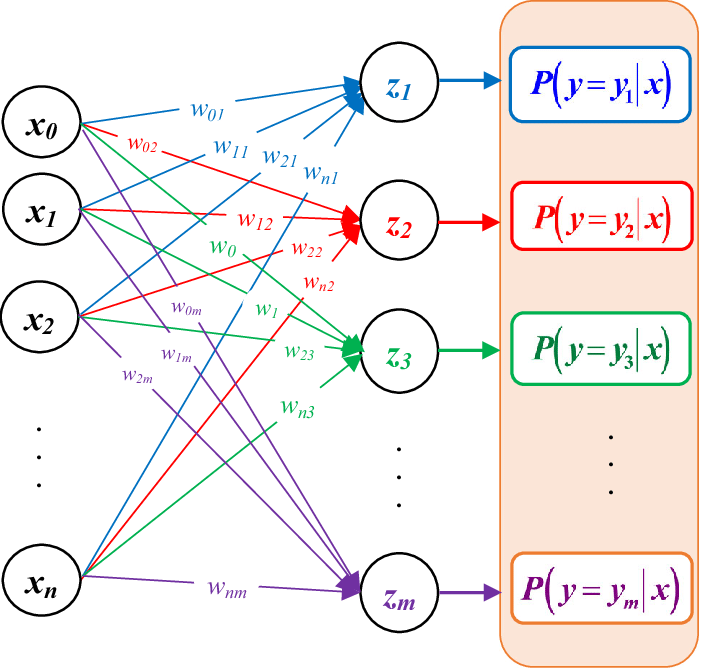 x₀
x₁
x₂
xₙ
w₀₁
w₁₁
w₂₁
wₙ₁
w₀₂
w₁₂
w₂₂
wₙ₂
w₀
w₁
w₂₃
wₙ₃
w₀ₘ
w₁ₘ
w₂ₘ
wₙₘ
z₁
z₂
z₃
zₘ
P(y=y₁|x)
P(y=y₂|x)
P(y=y₃|x)
P(y=yₘ|x)